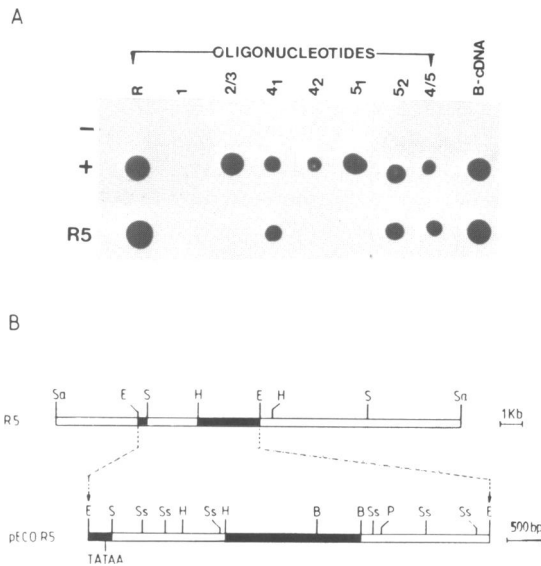 A
OLIGONUCLEOTIDES
R 1 2/3 4₁ 4₂ 5₁ 5₂ 4/5 B-cDNA
−
+
R5
B
Sa E S H E H S Sa
R5
1Kb
E S Ss Ss H Ss H B B Ss P Ss Ss E
pECO R5
500bp
TATAA